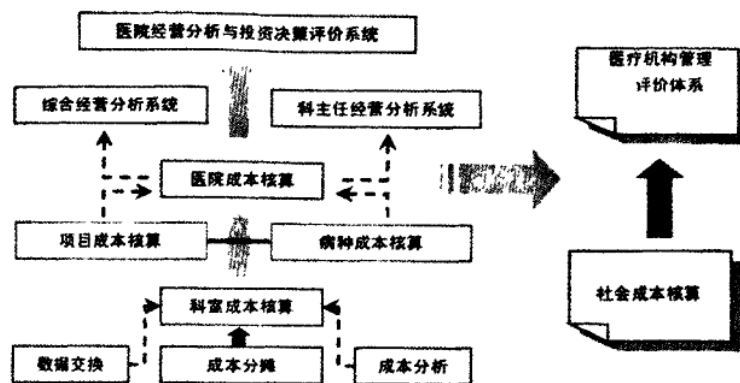 医院经营分析与投资决策评价系统
医疗机构管理
评价体系
综合经营分析系统
科主任经营分析系统
医院成本核算
项目成本核算
病种成本核算
科室成本核算
社会成本核算
数据交换
成本分摊
成本分析